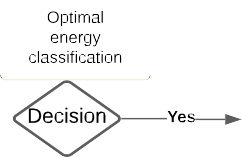 Optimal
energy
classification
Decision
Yes